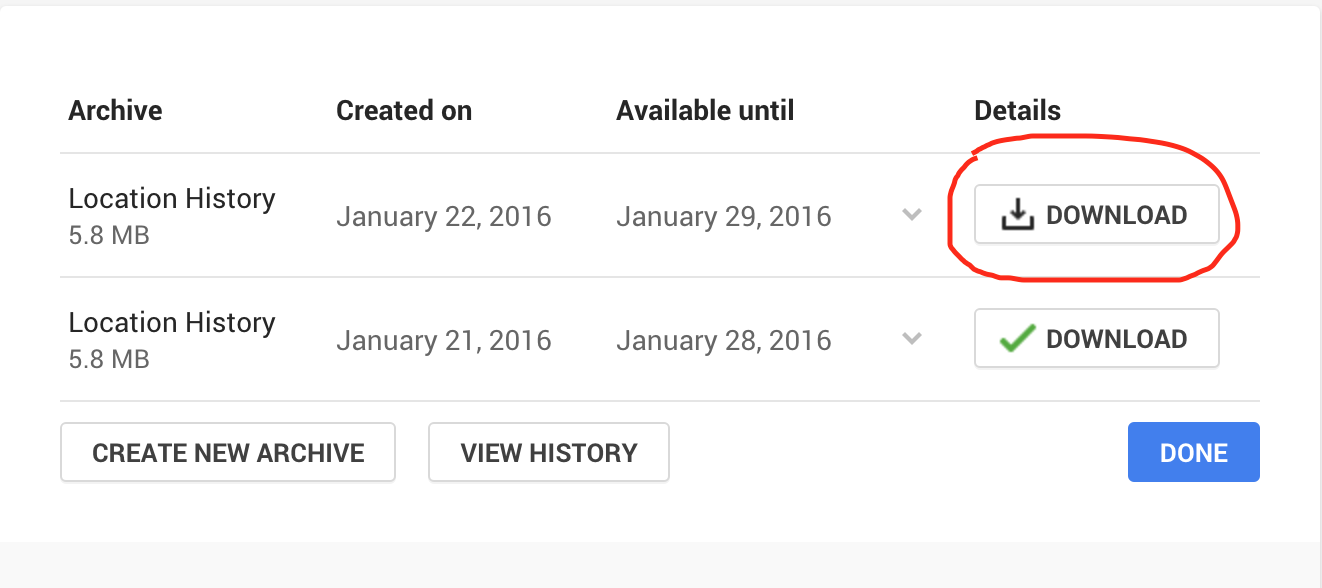 Archive Created on Available until Details
Location History
5.8 MB
January 22, 2016 January 29, 2016 DOWNLOAD
Location History
5.8 MB
January 21, 2016 January 28, 2016 DOWNLOAD
CREATE NEW ARCHIVE VIEW HISTORY DONE